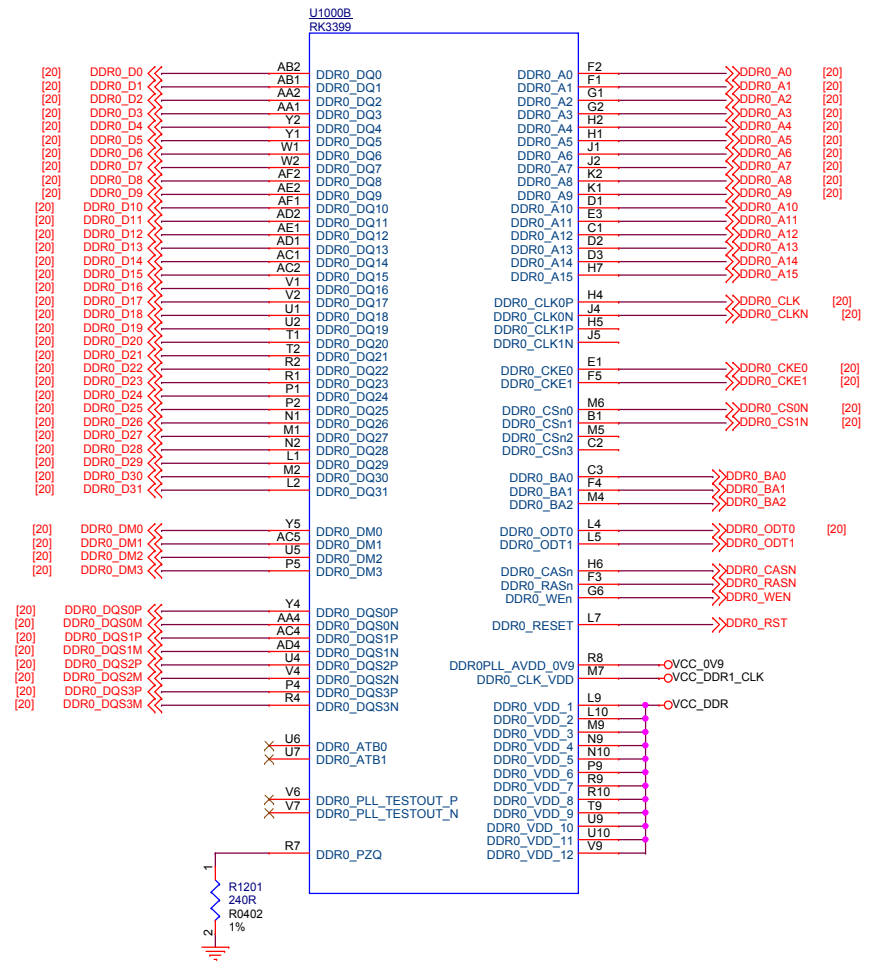 U1000B
RK3399
[20] DDR0_D0 AB2 DDR0_DQ0 DDR0_A0 F2 DDR0_A0 [20]
[20] DDR0_D1 AB1 DDR0_DQ1 DDR0_A1 F1 DDR0_A1 [20]
[20] DDR0_D2 AA2 DDR0_DQ2 DDR0_A2 G1 DDR0_A2 [20]
[20] DDR0_D3 AA1 DDR0_DQ3 DDR0_A3 G2 DDR0_A3 [20]
[20] DDR0_D4 Y2 DDR0_DQ4 DDR0_A4 H2 DDR0_A4 [20]
[20] DDR0_D5 Y1 DDR0_DQ5 DDR0_A5 H1 DDR0_A5 [20]
[20] DDR0_D6 W1 DDR0_DQ6 DDR0_A6 J1 DDR0_A6 [20]
[20] DDR0_D7 W2 DDR0_DQ7 DDR0_A7 J2 DDR0_A7 [20]
[20] DDR0_D8 AF2 DDR0_DQ8 DDR0_A8 K2 DDR0_A8 [20]
[20] DDR0_D9 AE2 DDR0_DQ9 DDR0_A9 K1 DDR0_A9 [20]
[20] DDR0_D10 AF1 DDR0_DQ10 DDR0_A10 D1 DDR0_A10
[20] DDR0_D11 AD2 DDR0_DQ11 DDR0_A11 E3 DDR0_A11
[20] DDR0_D12 AE1 DDR0_DQ12 DDR0_A12 C1 DDR0_A12
[20] DDR0_D13 AD1 DDR0_DQ13 DDR0_A13 D2 DDR0_A13
[20] DDR0_D14 AC1 DDR0_DQ14 DDR0_A14 D3 DDR0_A14
[20] DDR0_D15 AC2 DDR0_DQ15 DDR0_A15 H7 DDR0_A15
[20] DDR0_D16 V1 DDR0_DQ16
[20] DDR0_D17 V2 DDR0_DQ17 DDR0_CLK0P H4 DDR0_CLK [20]
[20] DDR0_D18 U1 DDR0_DQ18 DDR0_CLK0N J4 DDR0_CLKN [20]
[20] DDR0_D19 U2 DDR0_DQ19 DDR0_CLK1P H5
[20] DDR0_D20 T1 DDR0_DQ20 DDR0_CLK1N J5
[20] DDR0_D21 T2 DDR0_DQ21
[20] DDR0_D22 R2 DDR0_DQ22 DDR0_CKE0 E1 DDR0_CKE0 [20]
[20] DDR0_D23 R1 DDR0_DQ23 DDR0_CKE1 F5 DDR0_CKE1 [20]
[20] DDR0_D24 P1 DDR0_DQ24
[20] DDR0_D25 P2 DDR0_DQ25 DDR0_CSn0 M6 DDR0_CS0N [20]
[20] DDR0_D26 N1 DDR0_DQ26 DDR0_CSn1 B1 DDR0_CS1N [20]
[20] DDR0_D27 M1 DDR0_DQ27 DDR0_CSn2 M5
[20] DDR0_D28 N2 DDR0_DQ28 DDR0_CSn3 C2
[20] DDR0_D29 L1 DDR0_DQ29
[20] DDR0_D30 M2 DDR0_DQ30 DDR0_BA0 C3 DDR0_BA0
[20] DDR0_D31 L2 DDR0_DQ31 DDR0_BA1 F4 DDR0_BA1
DDR0_BA2 M4 DDR0_BA2
[20] DDR0_DM0 Y5 DDR0_DM0 DDR0_ODT0 L4 DDR0_ODT0 [20]
[20] DDR0_DM1 AC5 DDR0_DM1 DDR0_ODT1 L5 DDR0_ODT1
[20] DDR0_DM2 U5 DDR0_DM2
[20] DDR0_DM3 P5 DDR0_DM3 DDR0_CASn H6 DDR0_CASN
DDR0_RASn F3 DDR0_RASN
DDR0_WEn G6 DDR0_WEN
[20] DDR0_DQS0P Y4 DDR0_DQS0P
[20] DDR0_DQS0M AA4 DDR0_DQS0N DDR0_RESET L7 DDR0_RST
[20] DDR0_DQS1P AC4 DDR0_DQS1P
[20] DDR0_DQS1M AD4 DDR0_DQS1N
[20] DDR0_DQS2P U4 DDR0_DQS2P DDR0PLL_AVDD_0V9 R8 VCC_0V9
[20] DDR0_DQS2M V4 DDR0_DQS2N DDR0_CLK_VDD M7 VCC_DDR1_CLK
[20] DDR0_DQS3P P4 DDR0_DQS3P
[20] DDR0_DQS3M R4 DDR0_DQS3N DDR0_VDD_1 L9 VCC_DDR
DDR0_VDD_2 L10
DDR0_VDD_3 M9
U6 DDR0_ATB0 DDR0_VDD_4 N9
U7 DDR0_ATB1 DDR0_VDD_5 N10
DDR0_VDD_6 P9
DDR0_VDD_7 R9
V6 DDR0_PLL_TESTOUT_P DDR0_VDD_8 R10
V7 DDR0_PLL_TESTOUT_N DDR0_VDD_9 T9
DDR0_VDD_10 U9
DDR0_VDD_11 U10
R7 DDR0_PZQ DDR0_VDD_12 V9
1
R1201
240R
R0402
1%
2